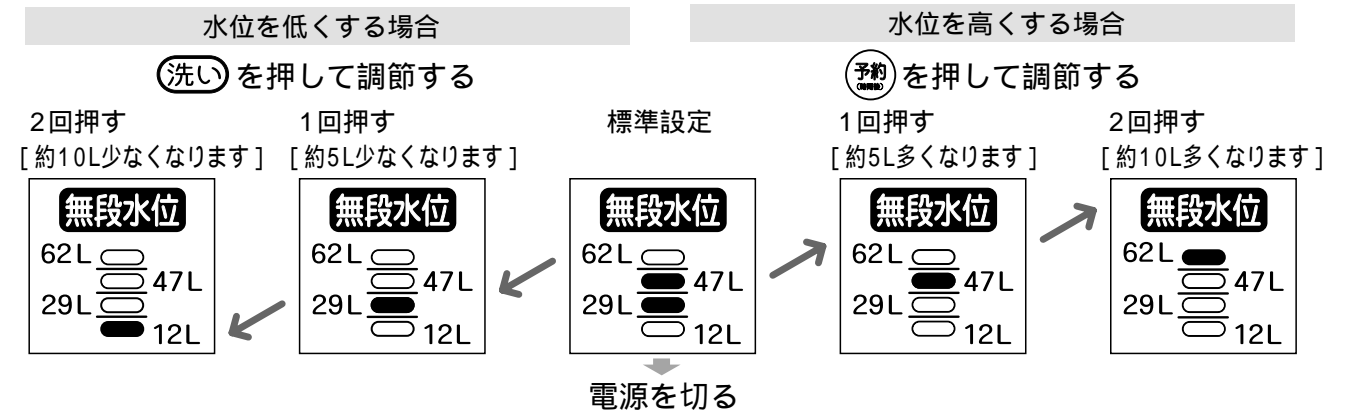 水位を低くする場合
水位を高くする場合
洗い を押して調節する
予約 を押して調節する
2回押す
[約10L少なくなります]
1回押す
[約5L少なくなります]
標準設定
1回押す
[約5L多くなります]
2回押す
[約10L多くなります]
無段水位
62L
47L
29L
12L
無段水位
62L
47L
29L
12L
無段水位
62L
47L
29L
12L
無段水位
62L
47L
29L
12L
無段水位
62L
47L
29L
12L
電源を切る